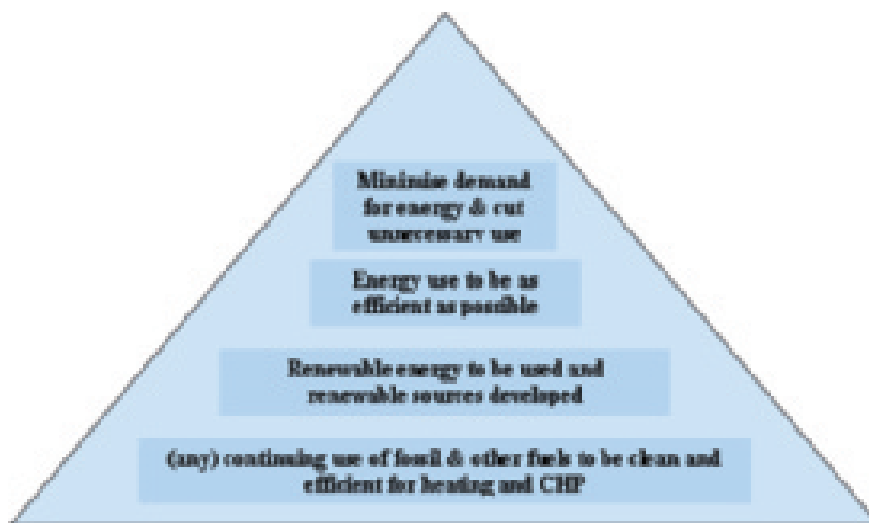 Minimise demand
for energy & cut
unnecessary use
Energy use to be as
efficient as possible
Renewable energy to be used and
renewable sources developed
(any) continuing use of fossil & other fuels to be clean and
efficient for heating and CHP